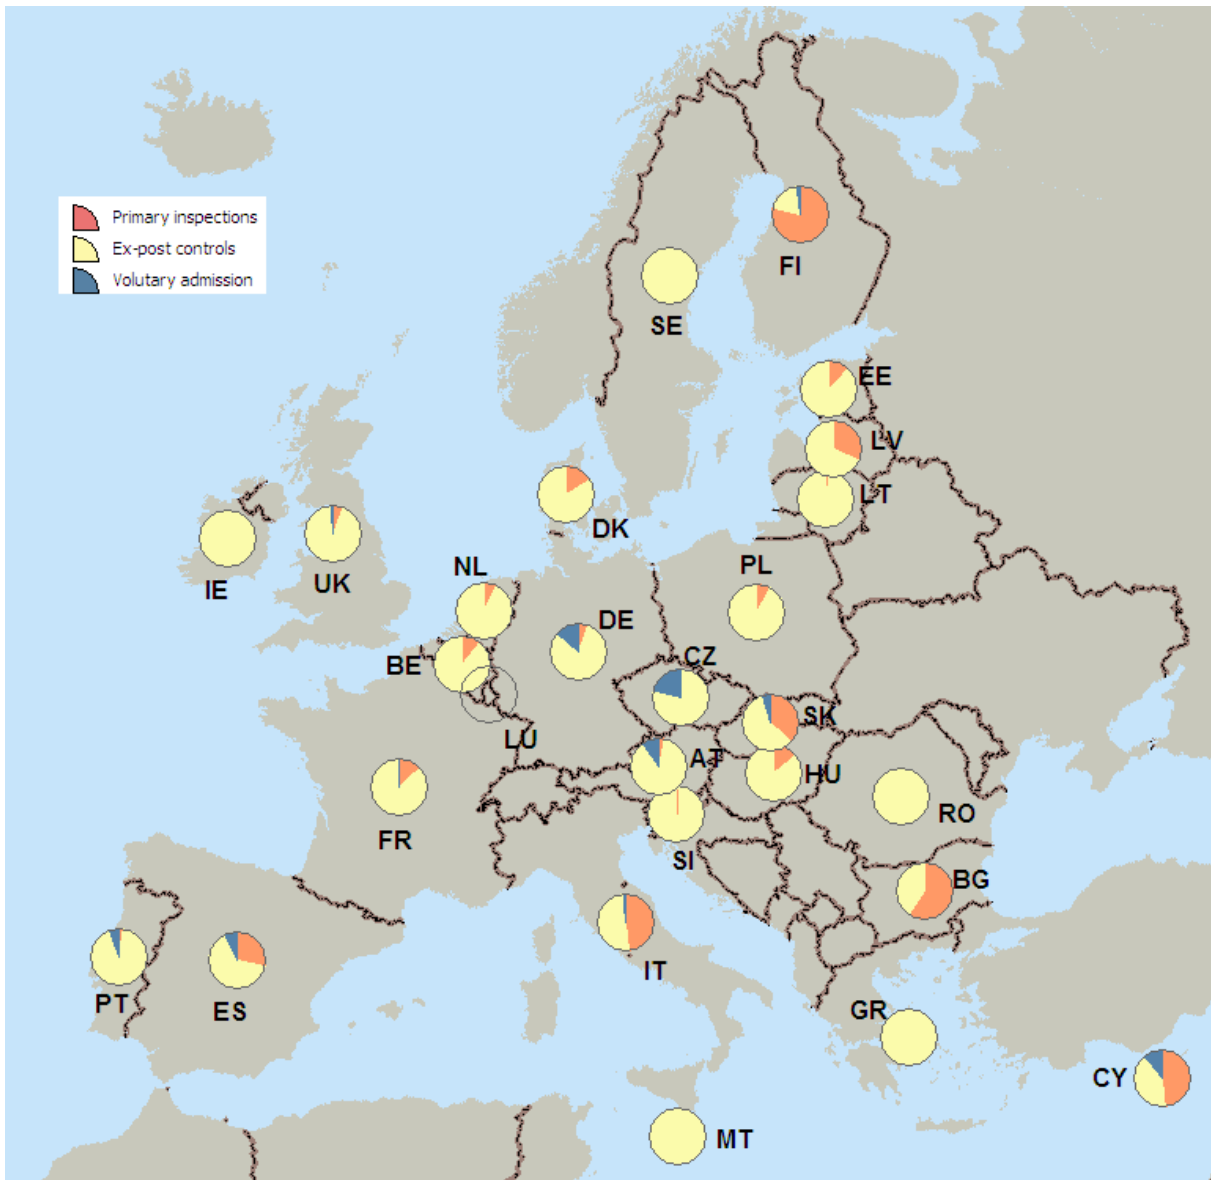 Primary inspections
Ex-post controls
Volutary admission
FI
SE
EE
LV
LT
DK
IE
UK
NL
PL
DE
BE
CZ
LU
SK
AT
HU
FR
RO
SI
BG
IT
PT
ES
GR
CY
MT